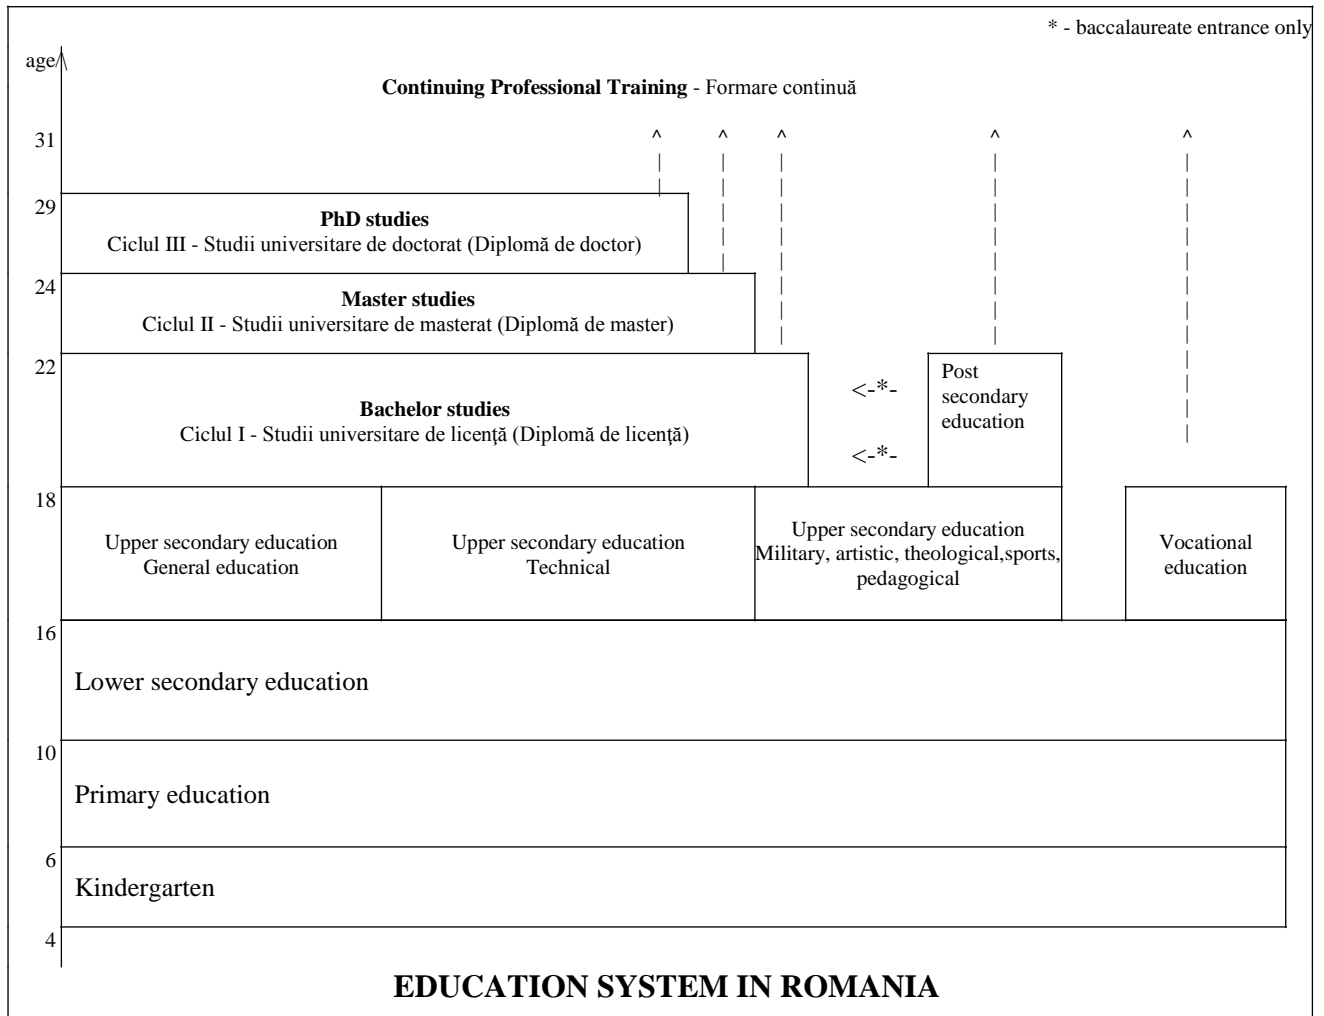 * - baccalaureate entrance only
age
Continuing Professional Training - Formare continuă
31
29
PhD studies
Ciclul III - Studii universitare de doctorat (Diplomă de doctor)
24
Master studies
Ciclul II - Studii universitare de masterat (Diplomă de master)
22
Bachelor studies
Ciclul I - Studii universitare de licenţă (Diplomă de licenţă)
<-*-
<-*-
Post
secondary
education
18
Upper secondary education
General education
Upper secondary education
Technical
Upper secondary education
Military, artistic, theological,sports,
pedagogical
Vocational
education
16
Lower secondary education
10
Primary education
6
Kindergarten
4
EDUCATION SYSTEM IN ROMANIA